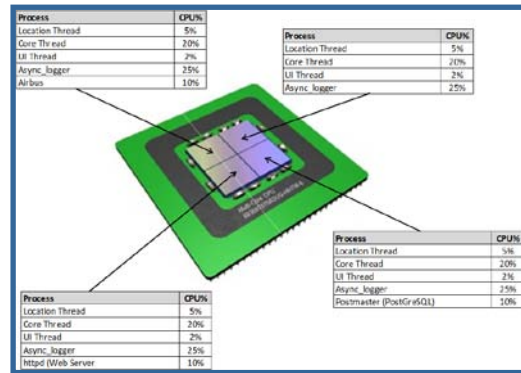 Process CPU%
Location Thread 5%
Core Thread 20%
UI Thread 2%
Async_logger 25%
Airbus 10%
Process CPU%
Location Thread 5%
Core Thread 20%
UI Thread 2%
Async_logger 25%
Process CPU%
Location Thread 5%
Core Thread 20%
UI Thread 2%
Async_logger 25%
Postmaster (PostGreSQL) 10%
Process CPU%
Location Thread 5%
Core Thread 20%
UI Thread 2%
Async_logger 25%
httpd (Web Server 10%